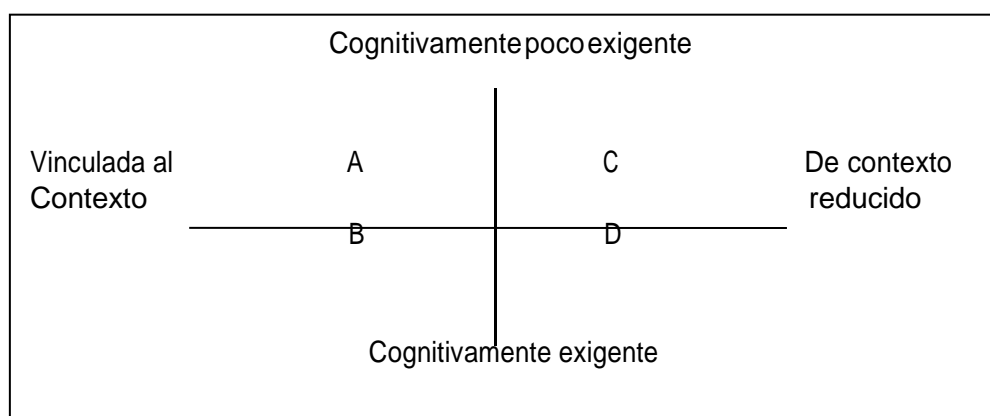 Cognitivamente poco exigente
Vinculada al A C De contexto
Contexto reducido
B D
Cognitivamente exigente